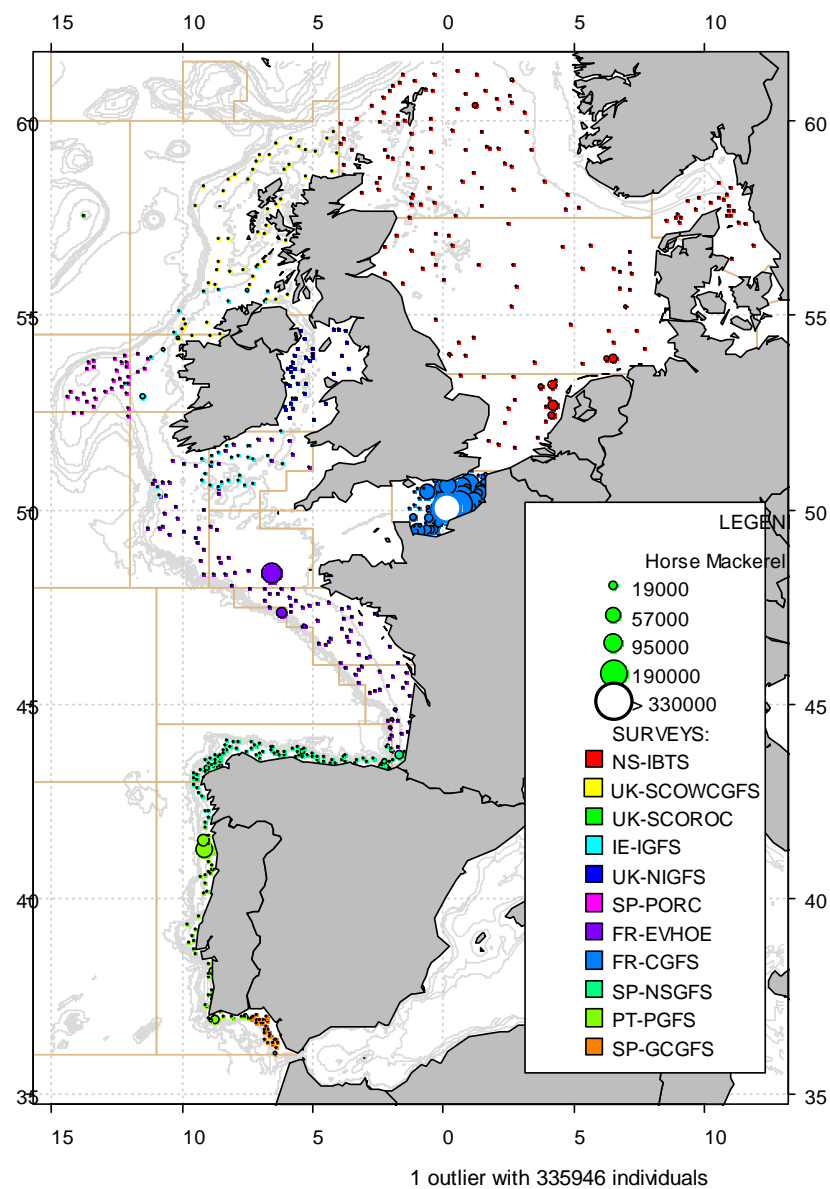 15 10 5 0 5 10
60 60
55 55
50 50
LEGEN
Horse Mackerel
19000
57000
95000
190000
> 330000
45 45
SURVEYS:
NS-IBTS
UK-SCOWCGFS
UK-SCOROC
IE-IGFS
UK-NIGFS
40 40
SP-PORC
FR-EVHOE
FR-CGFS
SP-NSGFS
PT-PGFS
SP-GCGFS
35 35
15 10 5 0 5 10
1 outlier with 335946 individuals